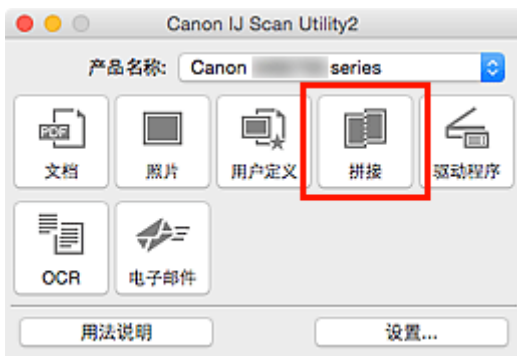 Canon IJ Scan Utility2
产品名称: Canon series
PDF
文档 照片 用户定义 拼接 驱动程序
OCR 电子邮件
用法说明 设置...